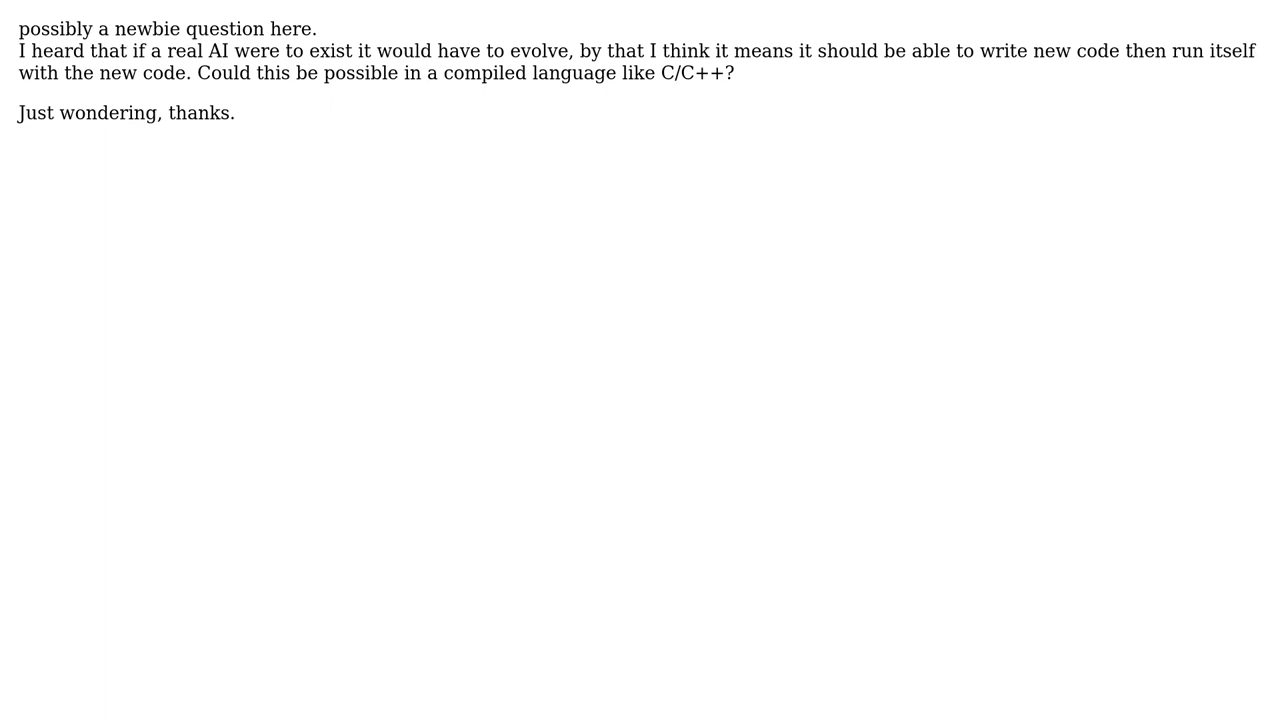 possibly a newbie question here.
I heard that if a real AI were to exist it would have to evolve, by that I think it means it should be able to write new code then run itself
with the new code. Could this be possible in a compiled language like C/C++?
Just wondering, thanks.